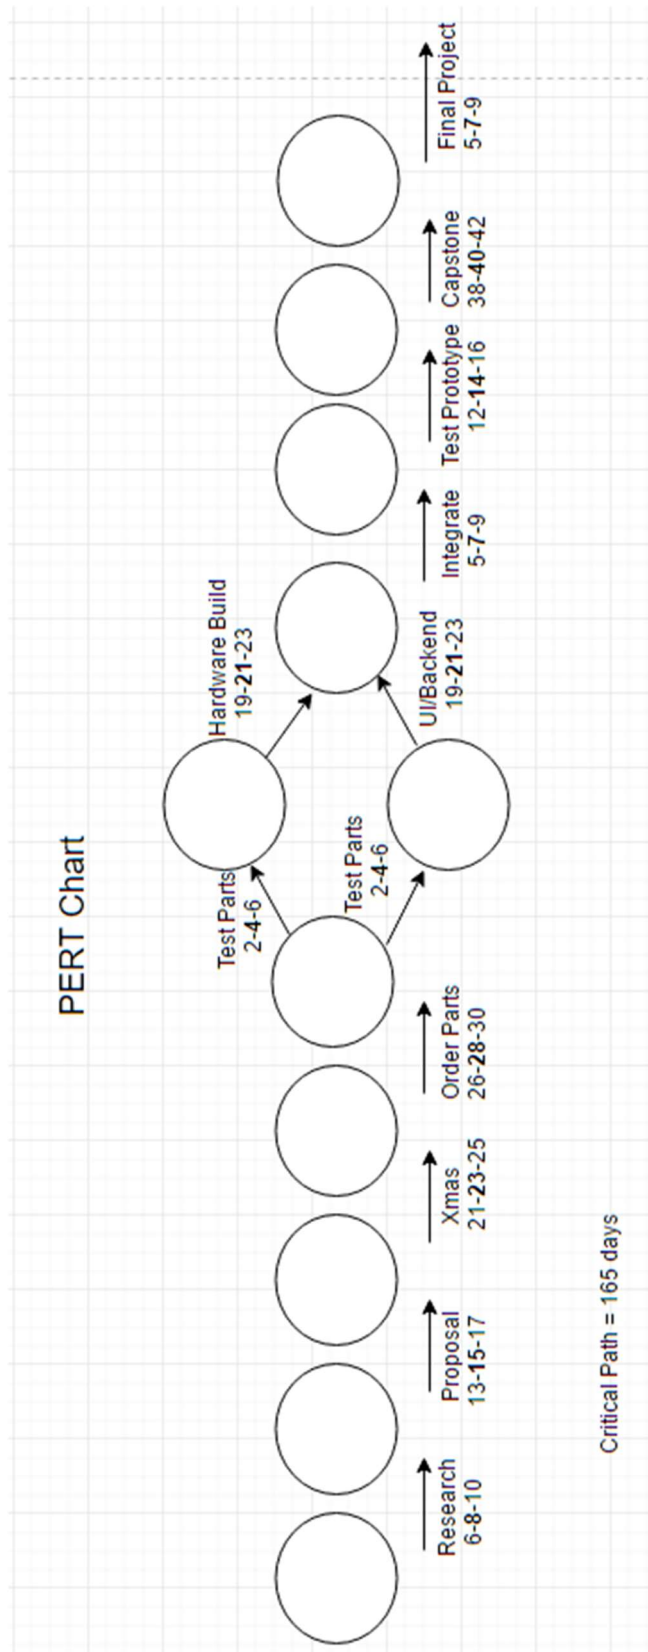 PERT Chart
Research
6-8-10
Proposal
13-15-17
Xmas
21-23-25
Order Parts
26-28-30
Test Parts
2-4-6
Test Parts
2-4-6
Hardware Build
19-21-23
UI/Backend
19-21-23
Integrate
5-7-9
Test Prototype
12-14-16
Capstone
38-40-42
Final Project
5-7-9
Critical Path = 165 days